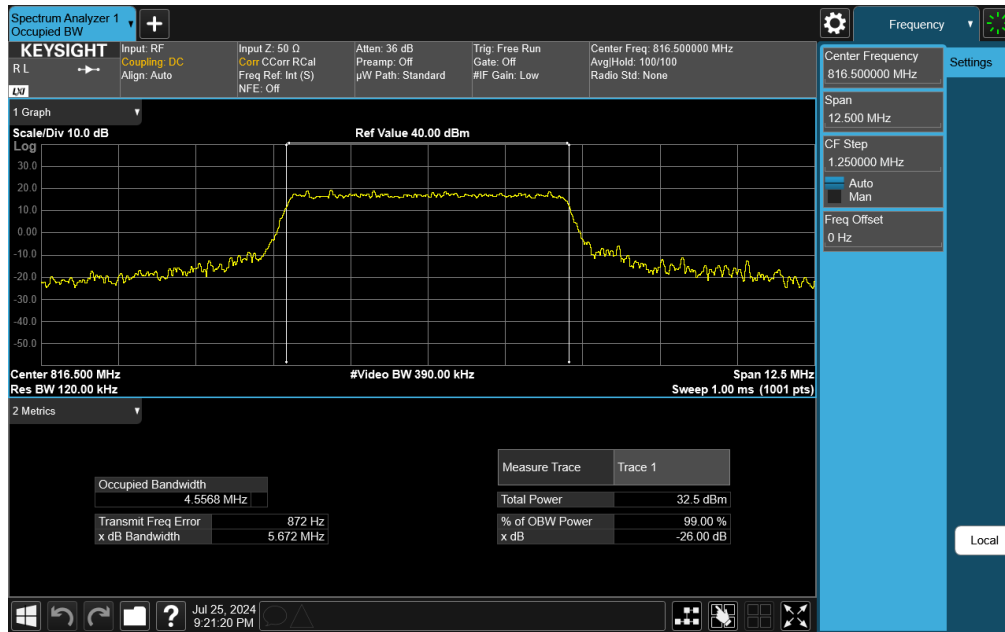 Spectrum Analyzer 1
Occupied BW
Frequency
KEYSIGHT
R L
LXI
Input: RF
Coupling: DC
Align: Auto
Input Z: 50 Ω
Corr CCorr RCal
Freq Ref: Int (S)
NFE: Off
Atten: 36 dB
Preamp: Off
µW Path: Standard
Trig: Free Run
Gate: Off
#IF Gain: Low
Center Freq: 816.500000 MHz
Avg|Hold: 100/100
Radio Std: None
Center Frequency
816.500000 MHz
Settings
Span
12.500 MHz
CF Step
1.250000 MHz
Auto
Man
Freq Offset
0 Hz
Local
1 Graph
Scale/Div 10.0 dB
Ref Value 40.00 dBm
Log
30.0
20.0
10.0
0.00
-10.0
-20.0
-30.0
-40.0
-50.0
Center 816.500 MHz
#Video BW 390.00 kHz
Span 12.5 MHz
Res BW 120.00 kHz
Sweep 1.00 ms (1001 pts)
2 Metrics
Occupied Bandwidth
4.5568 MHz
Transmit Freq Error 872 Hz
x dB Bandwidth 5.672 MHz
Measure Trace Trace 1
Total Power 32.5 dBm
% of OBW Power 99.00 %
x dB -26.00 dB
?
Jul 25, 2024
9:21:20 PM